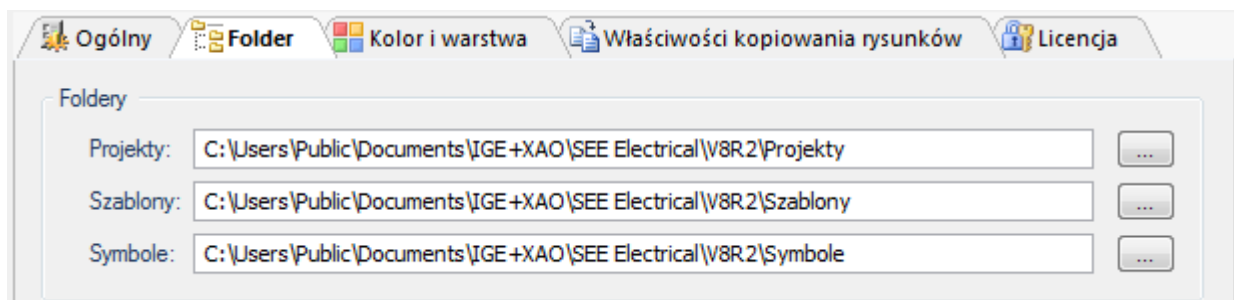 Ogólny Folder Kolor i warstwa Właściwości kopiowania rysunków Licencja
Foldery
Projekty: C:\Users\Public\Documents\IGE+XAO\SEE Electrical\V8R2\Projekty ...
Szablony: C:\Users\Public\Documents\IGE+XAO\SEE Electrical\V8R2\Szablony ...
Symbole: C:\Users\Public\Documents\IGE+XAO\SEE Electrical\V8R2\Symbole ...